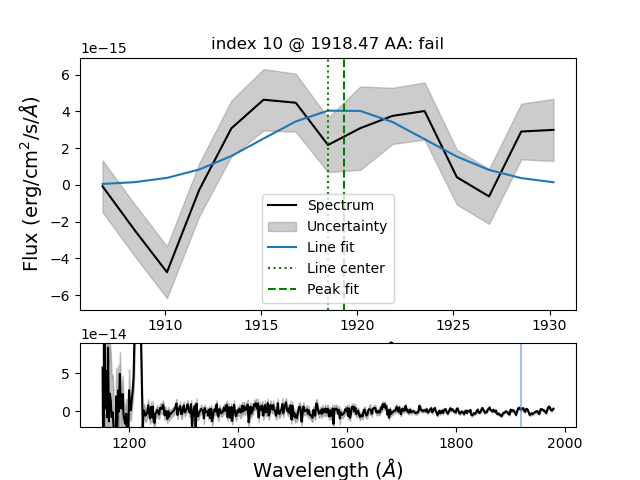 index 10 @ 1918.47 AA: fail
1e−15
6
4
2
0
−2
−4
−6
Flux (erg/cm²/s/Å)
Spectrum
Uncertainty
Line fit
Line center
Peak fit
1910 1915 1920 1925 1930
1e−14
5
0
1200 1400 1600 1800 2000
Wavelength (Å)